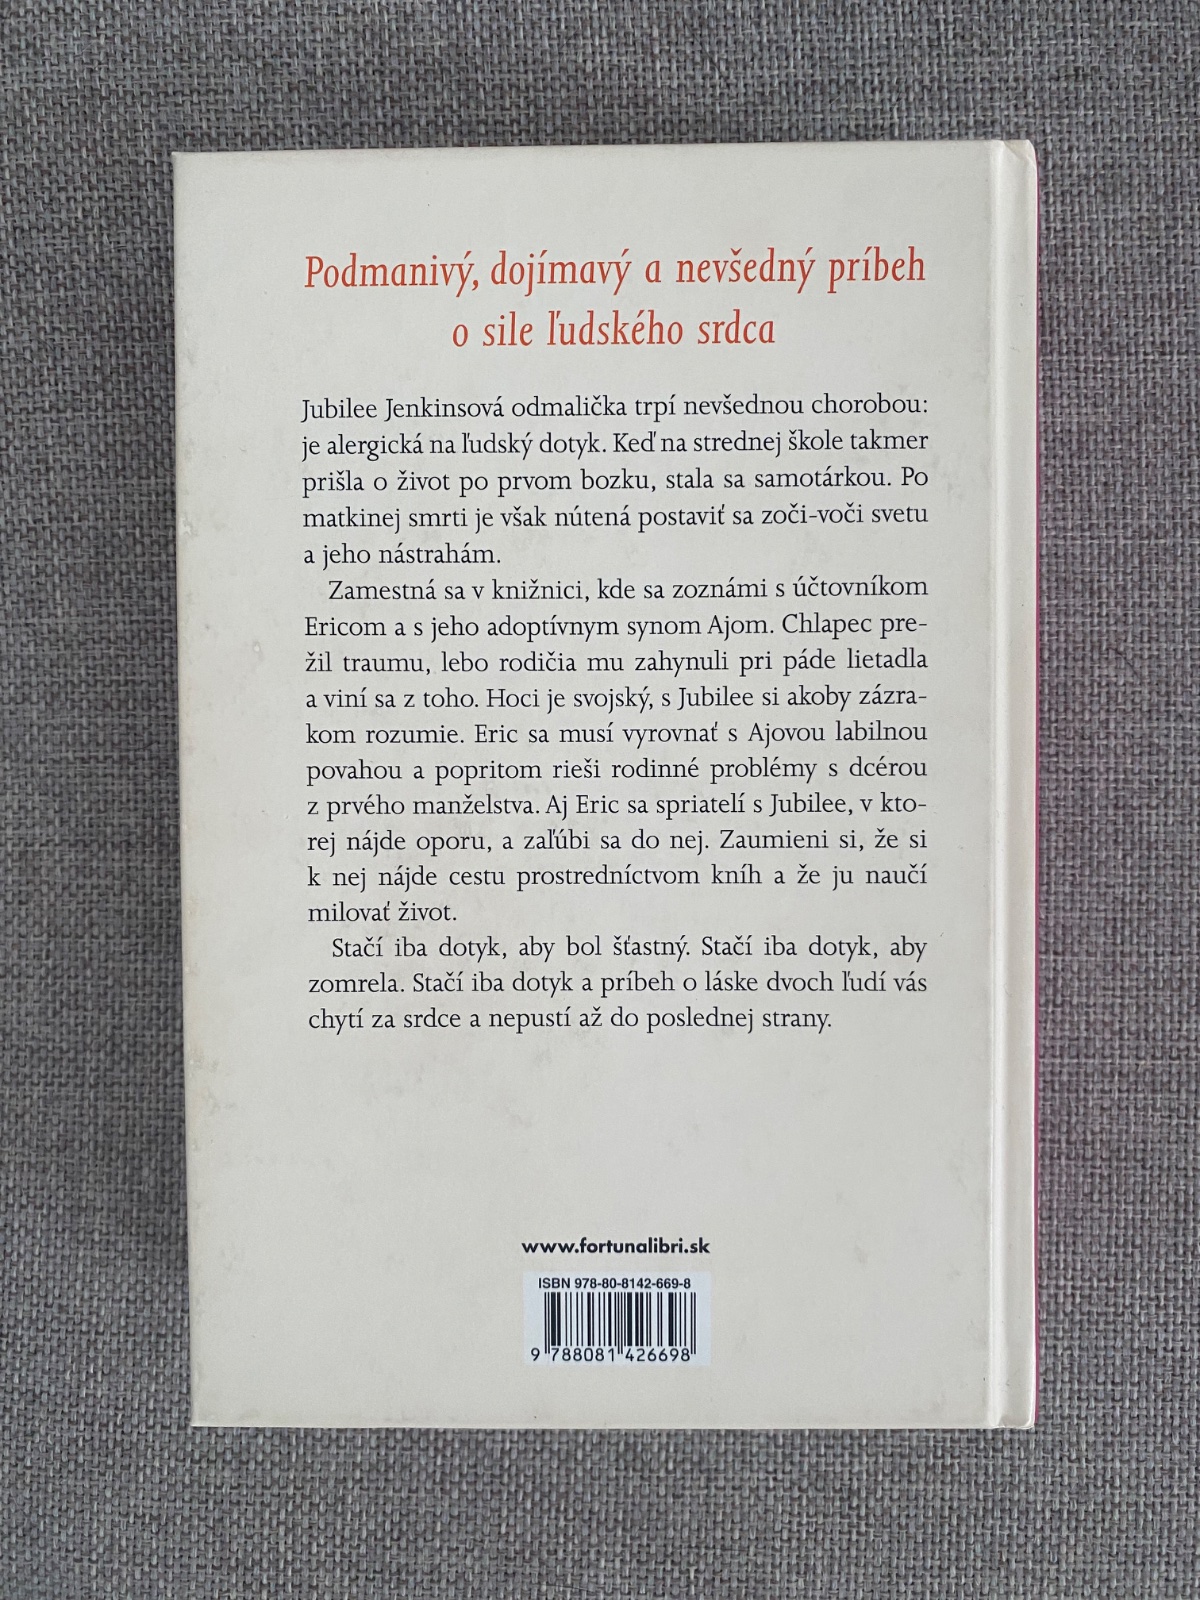 Podmanivý, dojímavý a nevšedný príbeh
o sile ľudského srdca
Jubilee Jenkinsová odmalička trpí nevšednou chorobou:
je alergická na ľudský dotyk. Keď na strednej škole takmer
prišla o život po prvom bozku, stala sa samotárkou. Po
matkinej smrti je však nútená postaviť sa zoči-voči svetu
a jeho nástrahám.
Zamestná sa v knižnici, kde sa zoznámi s účtovníkom
Ericom a s jeho adoptívnym synom Ajom. Chlapec pre-
žil traumu, lebo rodičia mu zahynuli pri páde lietadla
a viní sa z toho. Hoci je svojský, s Jubilee si akoby zázra-
kom rozumie. Eric sa musí vyrovnať s Ajovou labilnou
povahou a popritom rieši rodinné problémy s dcérou
z prvého manželstva. Aj Eric sa spriatelí s Jubilee, v kto-
rej nájde oporu, a zaľúbi sa do nej. Zaumieni si, že si
k nej nájde cestu prostredníctvom kníh a že ju naučí
milovať život.
Stačí iba dotyk, aby bol šťastný. Stačí iba dotyk, aby
zomrela. Stačí iba dotyk a príbeh o láske dvoch ľudí vás
chytí za srdce a nepustí až do poslednej strany.
www.fortunalibri.sk
ISBN 978-80-8142-669-8
9 788081 426698